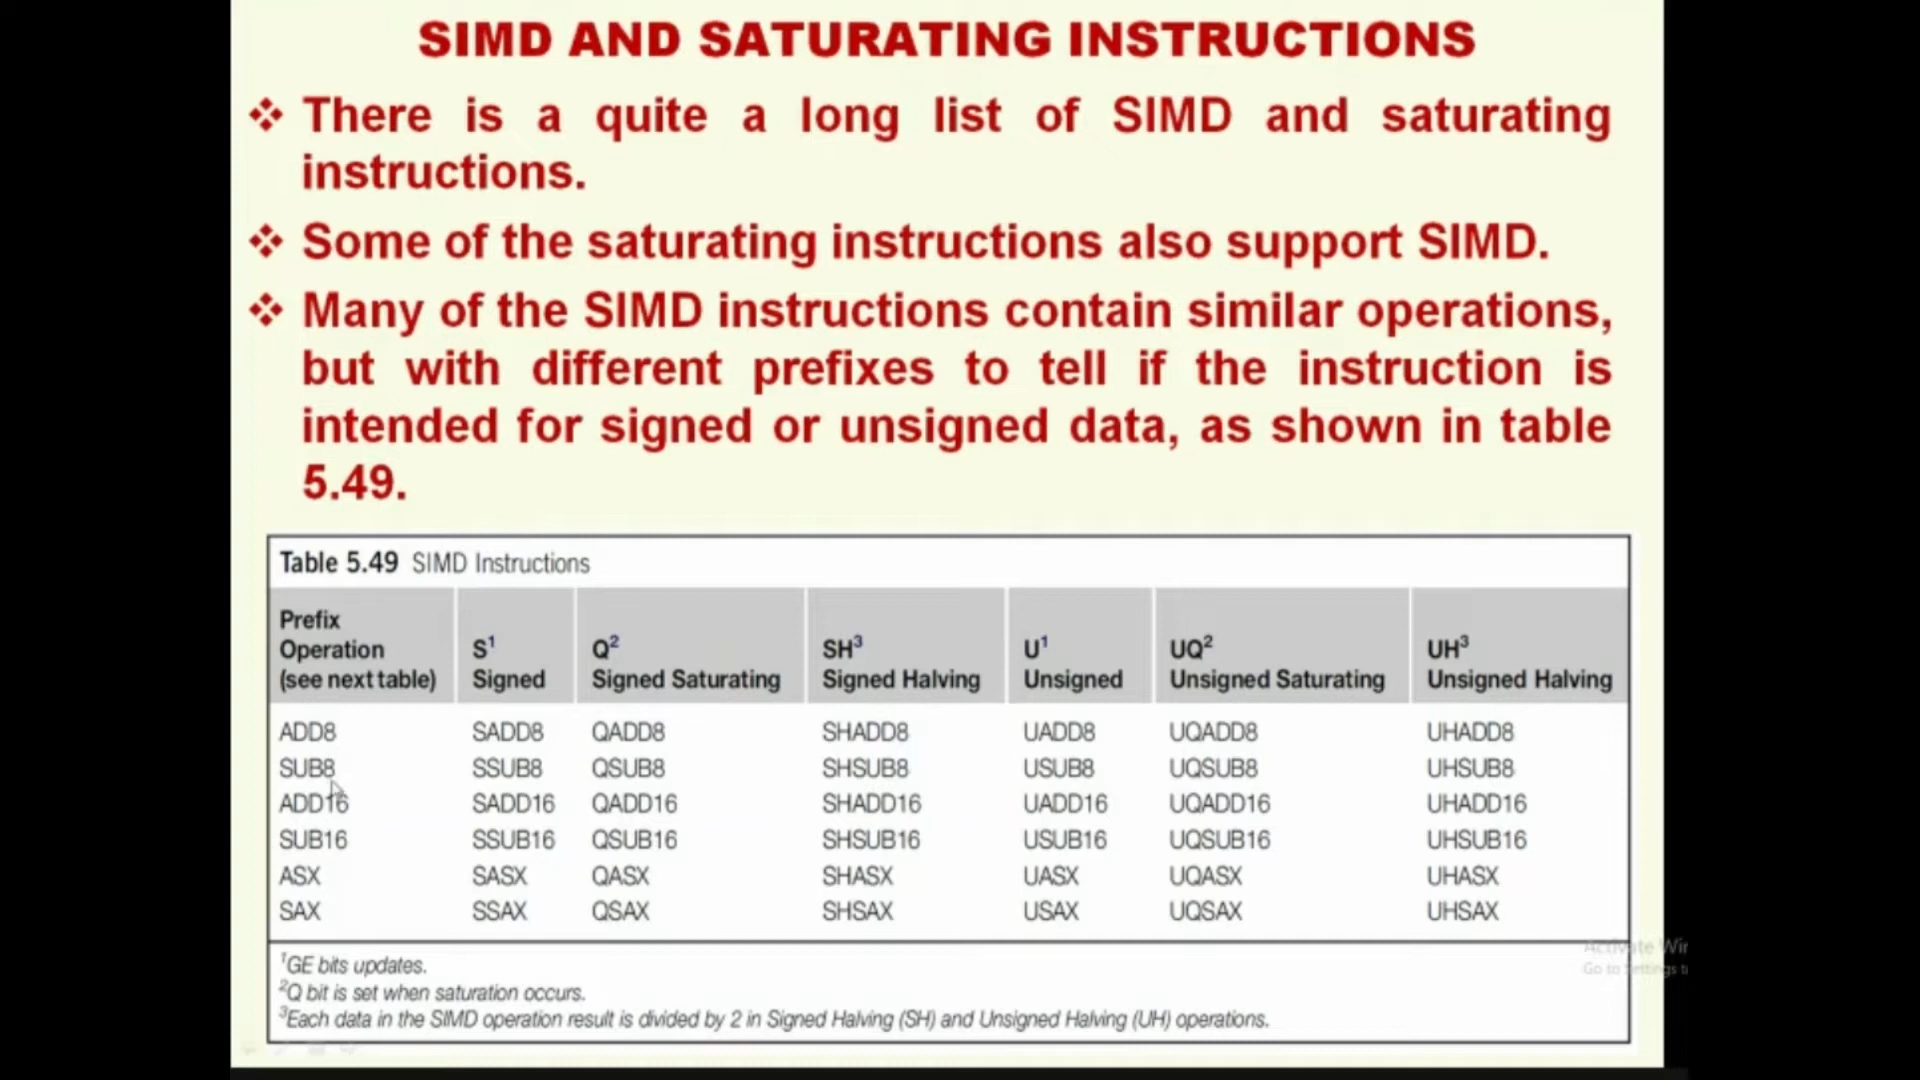 SIMD AND SATURATING INSTRUCTIONS
❖ There is a quite a long list of SIMD and saturating
instructions.
❖ Some of the saturating instructions also support SIMD.
❖ Many of the SIMD instructions contain similar operations,
but with different prefixes to tell if the instruction is
intended for signed or unsigned data, as shown in table
5.49.
Table 5.49 SIMD Instructions
Prefix
Operation S¹ Q² SH³ U¹ UQ² UH³
(see next table) Signed Signed Saturating Signed Halving Unsigned Unsigned Saturating Unsigned Halving
ADD8 SADD8 QADD8 SHADD8 UADD8 UQADD8 UHADD8
SUB8 SSUB8 QSUB8 SHSUB8 USUB8 UQSUB8 UHSUB8
ADD16 SADD16 QADD16 SHADD16 UADD16 UQADD16 UHADD16
SUB16 SSUB16 QSUB16 SHSUB16 USUB16 UQSUB16 UHSUB16
ASX SASX QASX SHASX UASX UQASX UHASX
SAX SSAX QSAX SHSAX USAX UQSAX UHSAX
¹GE bits updates.
²Q bit is set when saturation occurs.
³Each data in the SIMD operation result is divided by 2 in Signed Halving (SH) and Unsigned Halving (UH) operations.
Activate Wir
Go to Settings t